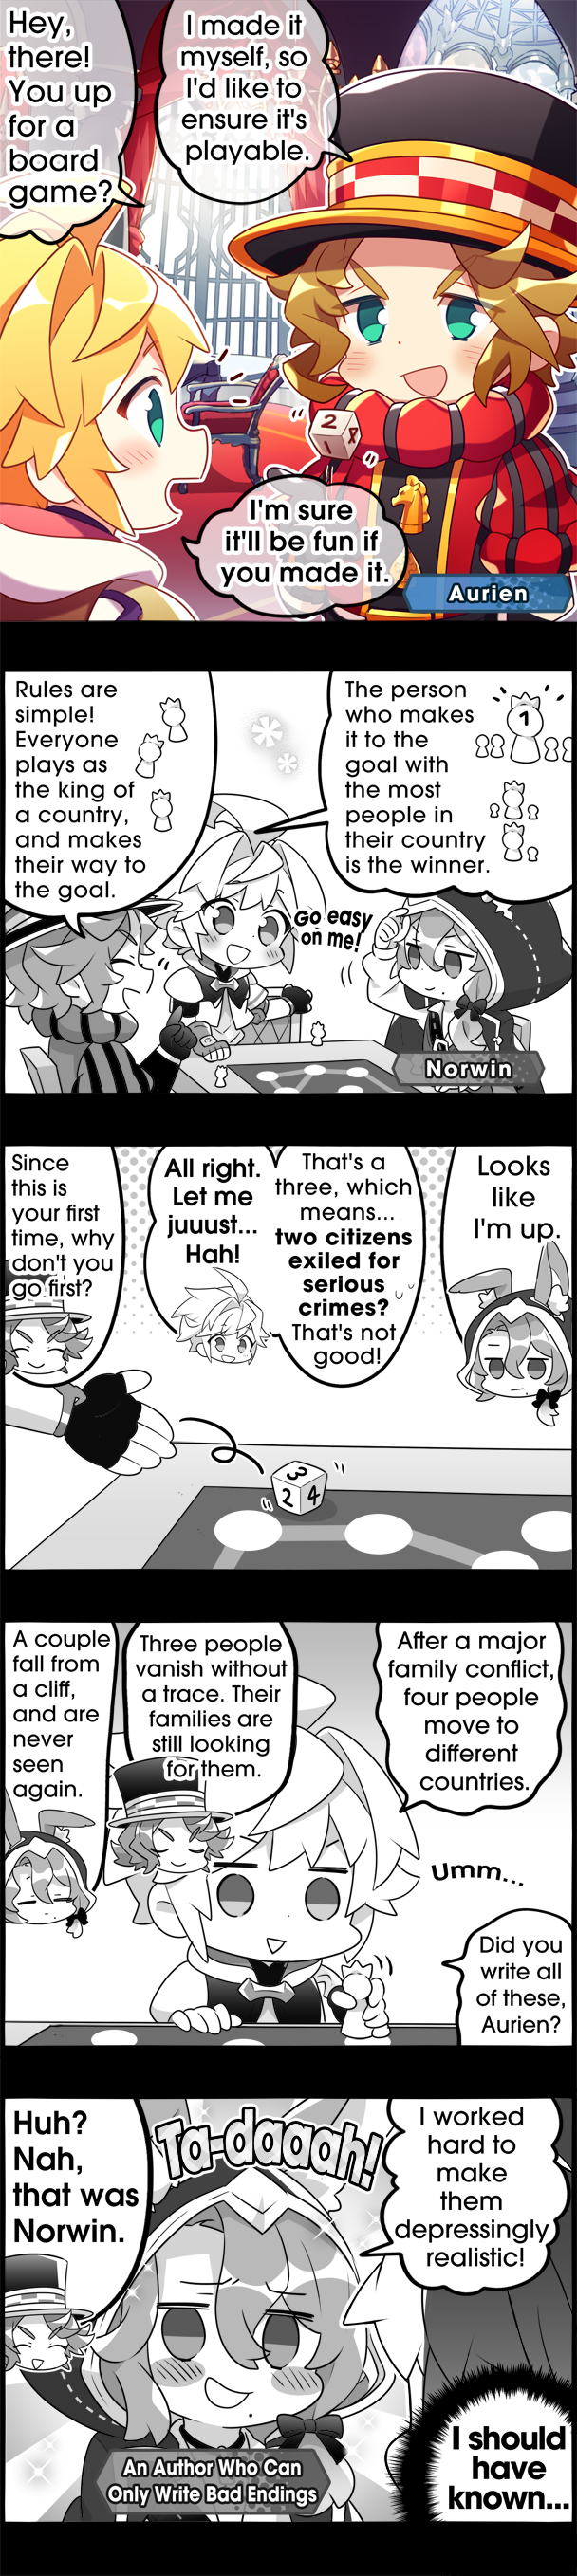 Hey,
there!
You up
for a
board
game?
I made it
myself, so
I'd like to
ensure it's
playable.
2
1
I'm sure
it'll be fun if
you made it.
Aurien
Rules are
simple!
Everyone
plays as
the king of
a country,
and makes
their way to
the goal.
The person
who makes
it to the
goal with
the most
people in
their country
is the winner.
1
Go easy
on me!
Norwin
Since
this is
your first
time, why
don't you
go first?
All right.
Let me
juuust...
Hah!
That's a
three, which
means...
two citizens
exiled for
serious
crimes?
That's not
good!
Looks
like
I'm up.
3
2 4
A couple
fall from
a cliff,
and are
never
seen
again.
Three people
vanish without
a trace. Their
families are
still looking
for them.
After a major
family conflict,
four people
move to
different
countries.
Umm...
Did you
write all
of these,
Aurien?
Huh?
Nah,
that was
Norwin.
Ta-daaah!
I worked
hard to
make
them
depressingly
realistic!
An Author Who Can
Only Write Bad Endings
I should
have
known...